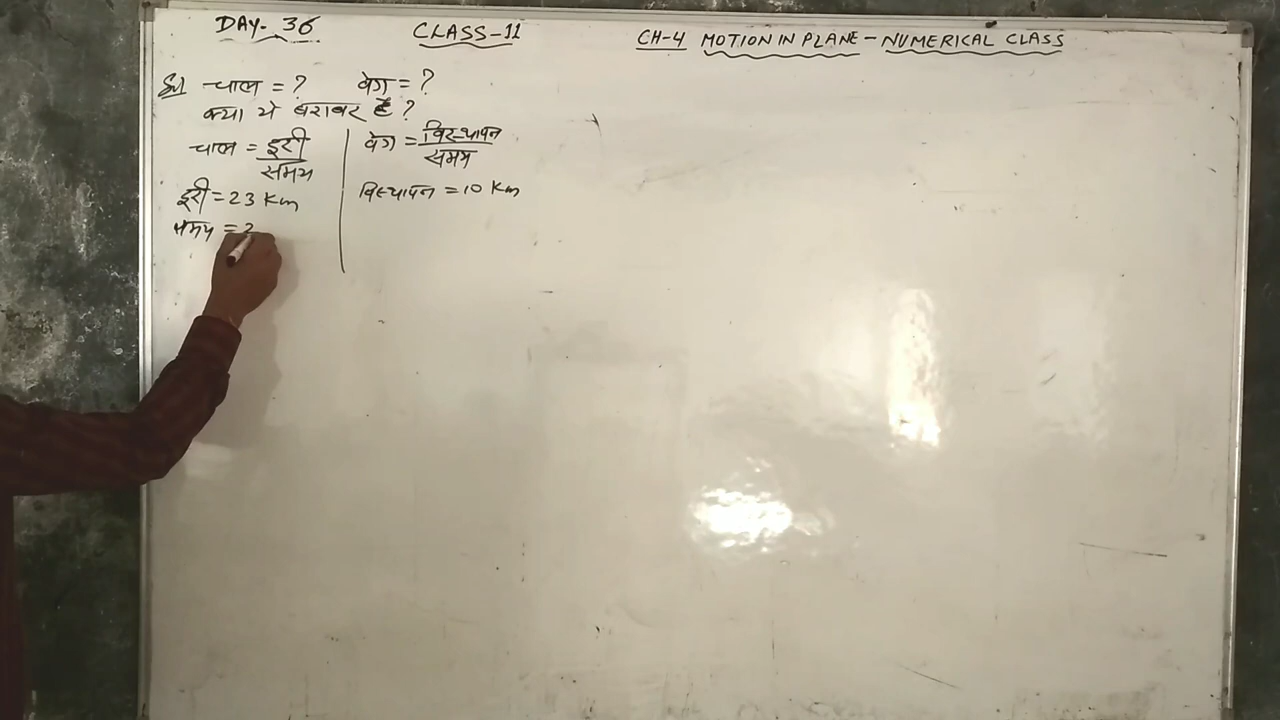 DAY- 36
CLASS-11
CH-4 MOTION IN PLANE - NUMERICAL CLASS
चाल = ? वेग = ?
क्या ये बराबर है ?
चाल = दूरी / समय
दूरी = 23 Km
समय =
वेग = विस्थापन / समय
विस्थापन = 10 Km